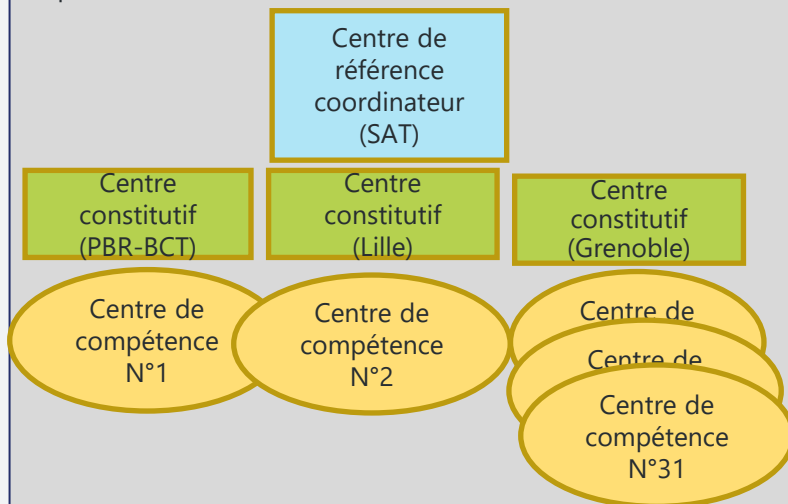 Centre de
référence
coordinateur
(SAT)
Centre
constitutif
(PBR-BCT)
Centre
constitutif
(Lille)
Centre
constitutif
(Grenoble)
Centre de
compétence
N°1
Centre de
compétence
N°2
Centre de
Centre de
Centre de
compétence
N°31